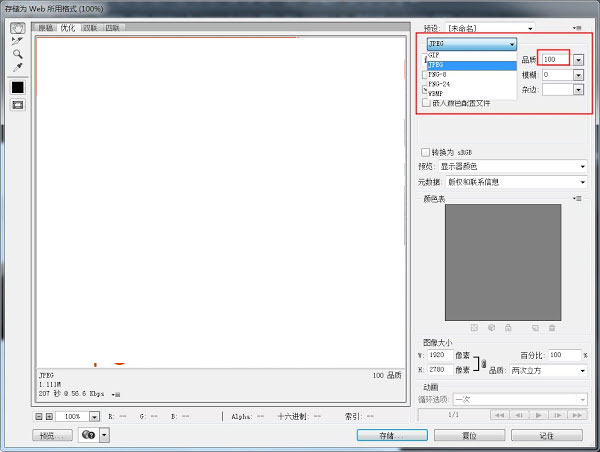 存储为 Web 所用格式 (100%)
原稿 优化 双联 四联
预设: [未命名]
JPEG
GIF
JPEG
PNG-8
PNG-24
WBMP
品质: 100
模糊: 0
杂边:
嵌入颜色配置文件
转换为 sRGB
预览: 显示器颜色
元数据: 版权和联系信息
颜色表
图像大小
W: 1920 像素
H: 2780 像素
百分比: 100 %
品质: 两次立方
动画
循环选项: 一次
1/1
JPEG
1.111M
207 秒 @ 56.6 Kbps
100 品质
100% R: -- G: -- B: -- Alpha: -- 十六进制: -- 索引: --
预览... 存储... 复位 记住